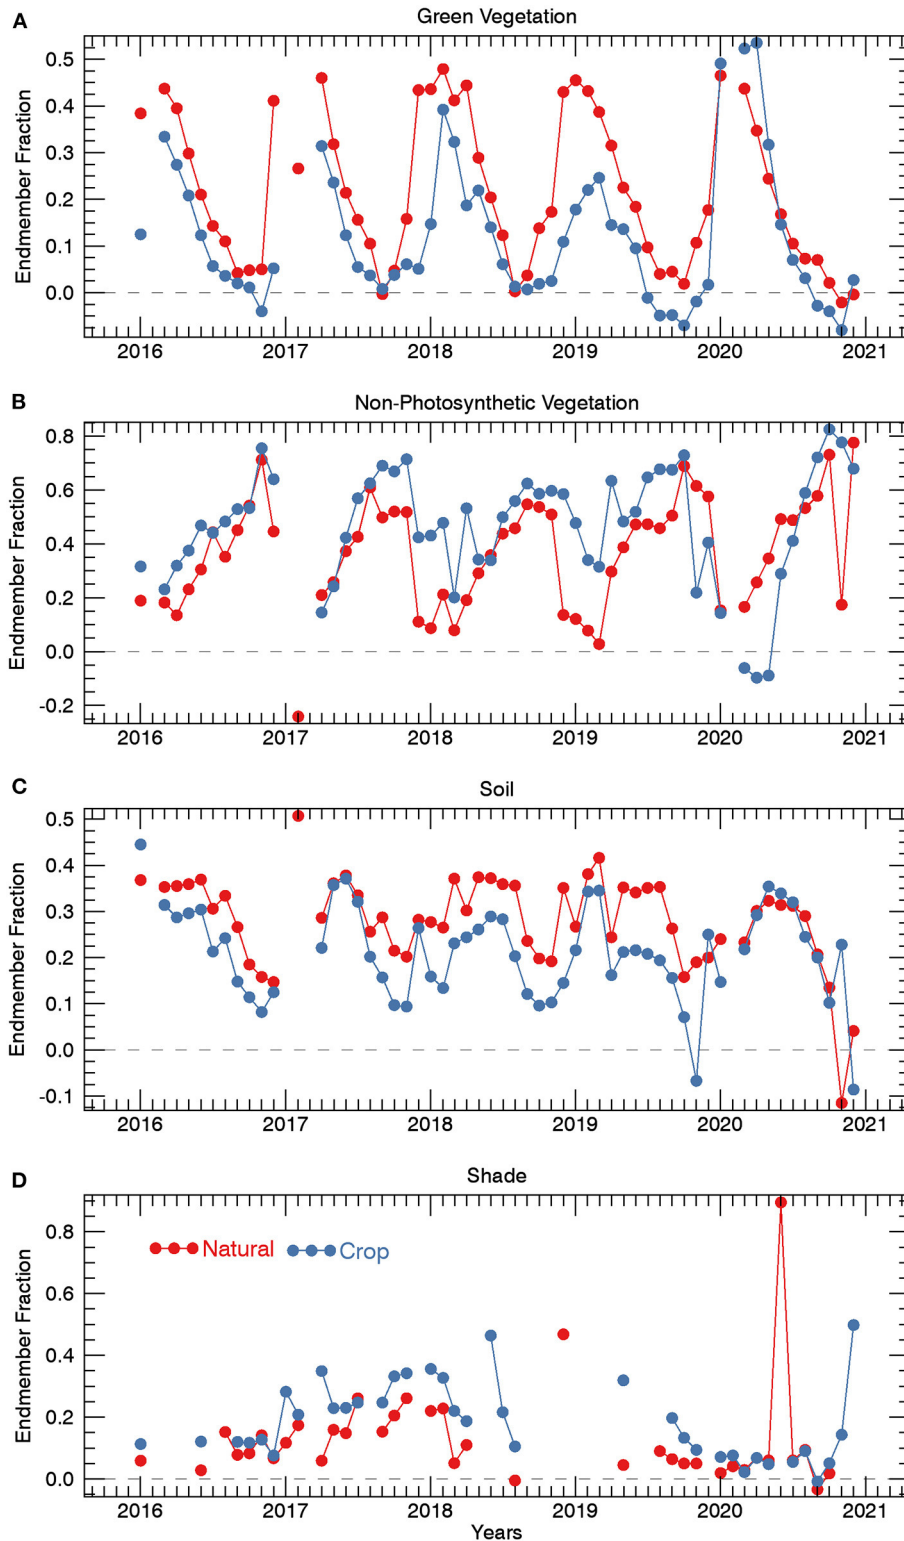 A
Green Vegetation
0.5
0.4
0.3
0.2
0.1
0.0
Endmember Fraction
2016 2017 2018 2019 2020 2021
B
Non-Photosynthetic Vegetation
0.8
0.6
0.4
0.2
0.0
-0.2
Endmember Fraction
2016 2017 2018 2019 2020 2021
C
Soil
0.5
0.4
0.3
0.2
0.1
0.0
-0.1
Endmember Fraction
2016 2017 2018 2019 2020 2021
D
Shade
0.8
0.6
0.4
0.2
0.0
Endmember Fraction
Natural Crop
2016 2017 2018 2019 2020 2021
Years